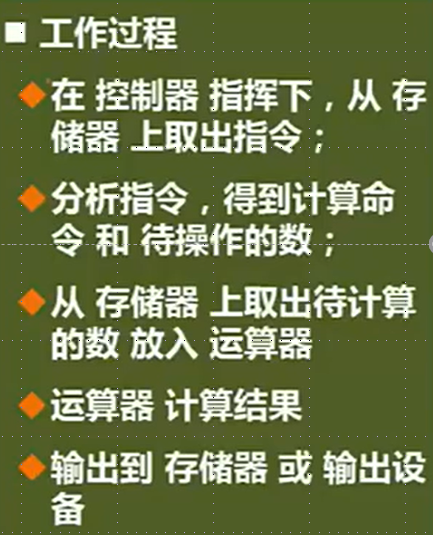 工作过程
在 控制器 指挥下，从 存
储器 上取出指令；
分析指令，得到计算命
令 和 待操作的数；
从 存储器 上取出待计算
的数 放入 运算器
运算器 计算结果
输出到 存储器 或 输出设
备